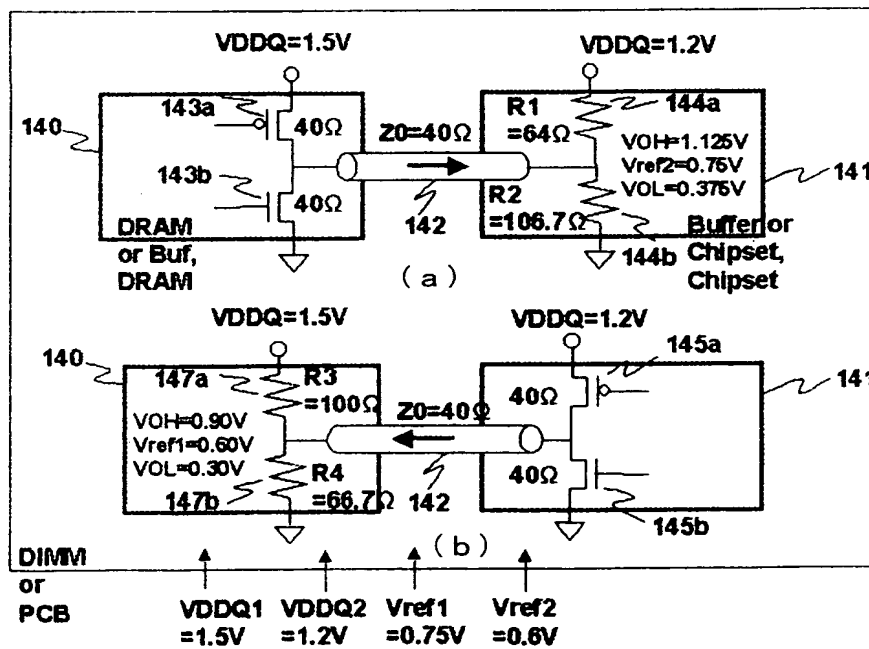 VDDQ=1.5V
VDDQ=1.2V
143a
140
40Ω
Z0=40Ω
R1
=64Ω
144a
VOH=1.125V
Vref2=0.75V
VOL=0.375V
143b
40Ω
142
R2
=106.7Ω
141
DRAM
or Buf,
DRAM
Buffer or
Chipset,
Chipset
144b
(a)
VDDQ=1.5V
VDDQ=1.2V
140
147a
R3
=100Ω
Z0=40Ω
145a
141
VOH=0.90V
Vref1=0.60V
VOL=0.30V
40Ω
147b
R4
=66.7Ω
142
40Ω
145b
(b)
DIMM
or
PCB
VDDQ1
=1.5V
VDDQ2
=1.2V
Vref1
=0.75V
Vref2
=0.6V